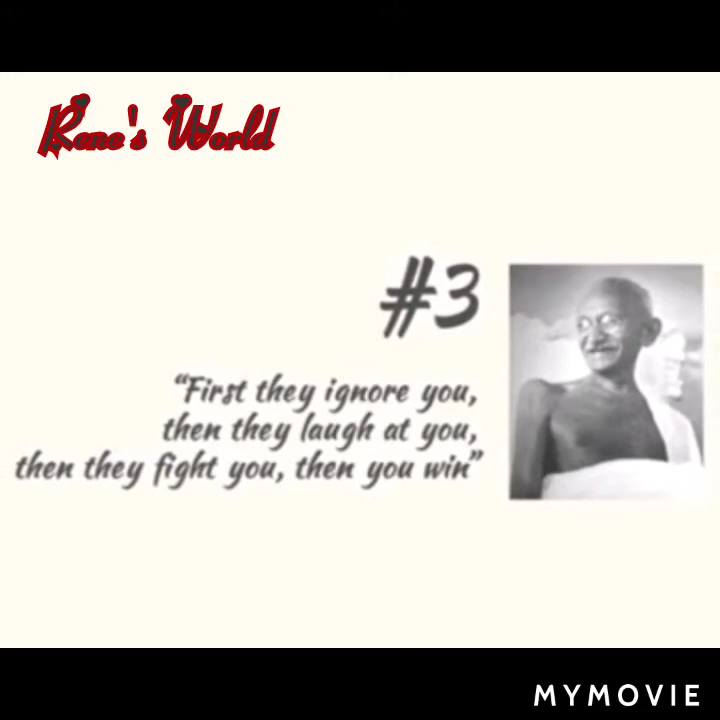 Rane's World
#3
“First they ignore you,
then they laugh at you,
then they fight you, then you win”
MYMOVIE